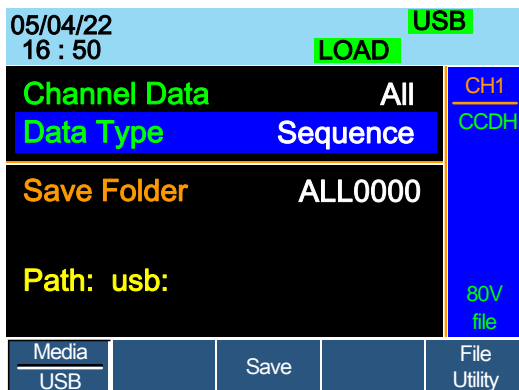 05/04/22 USB
16 : 50 LOAD
Channel Data All
Data Type Sequence
Save Folder ALL0000
Path: usb:
CH1
CCDH
80V
file
Media
USB
Save
File
Utility